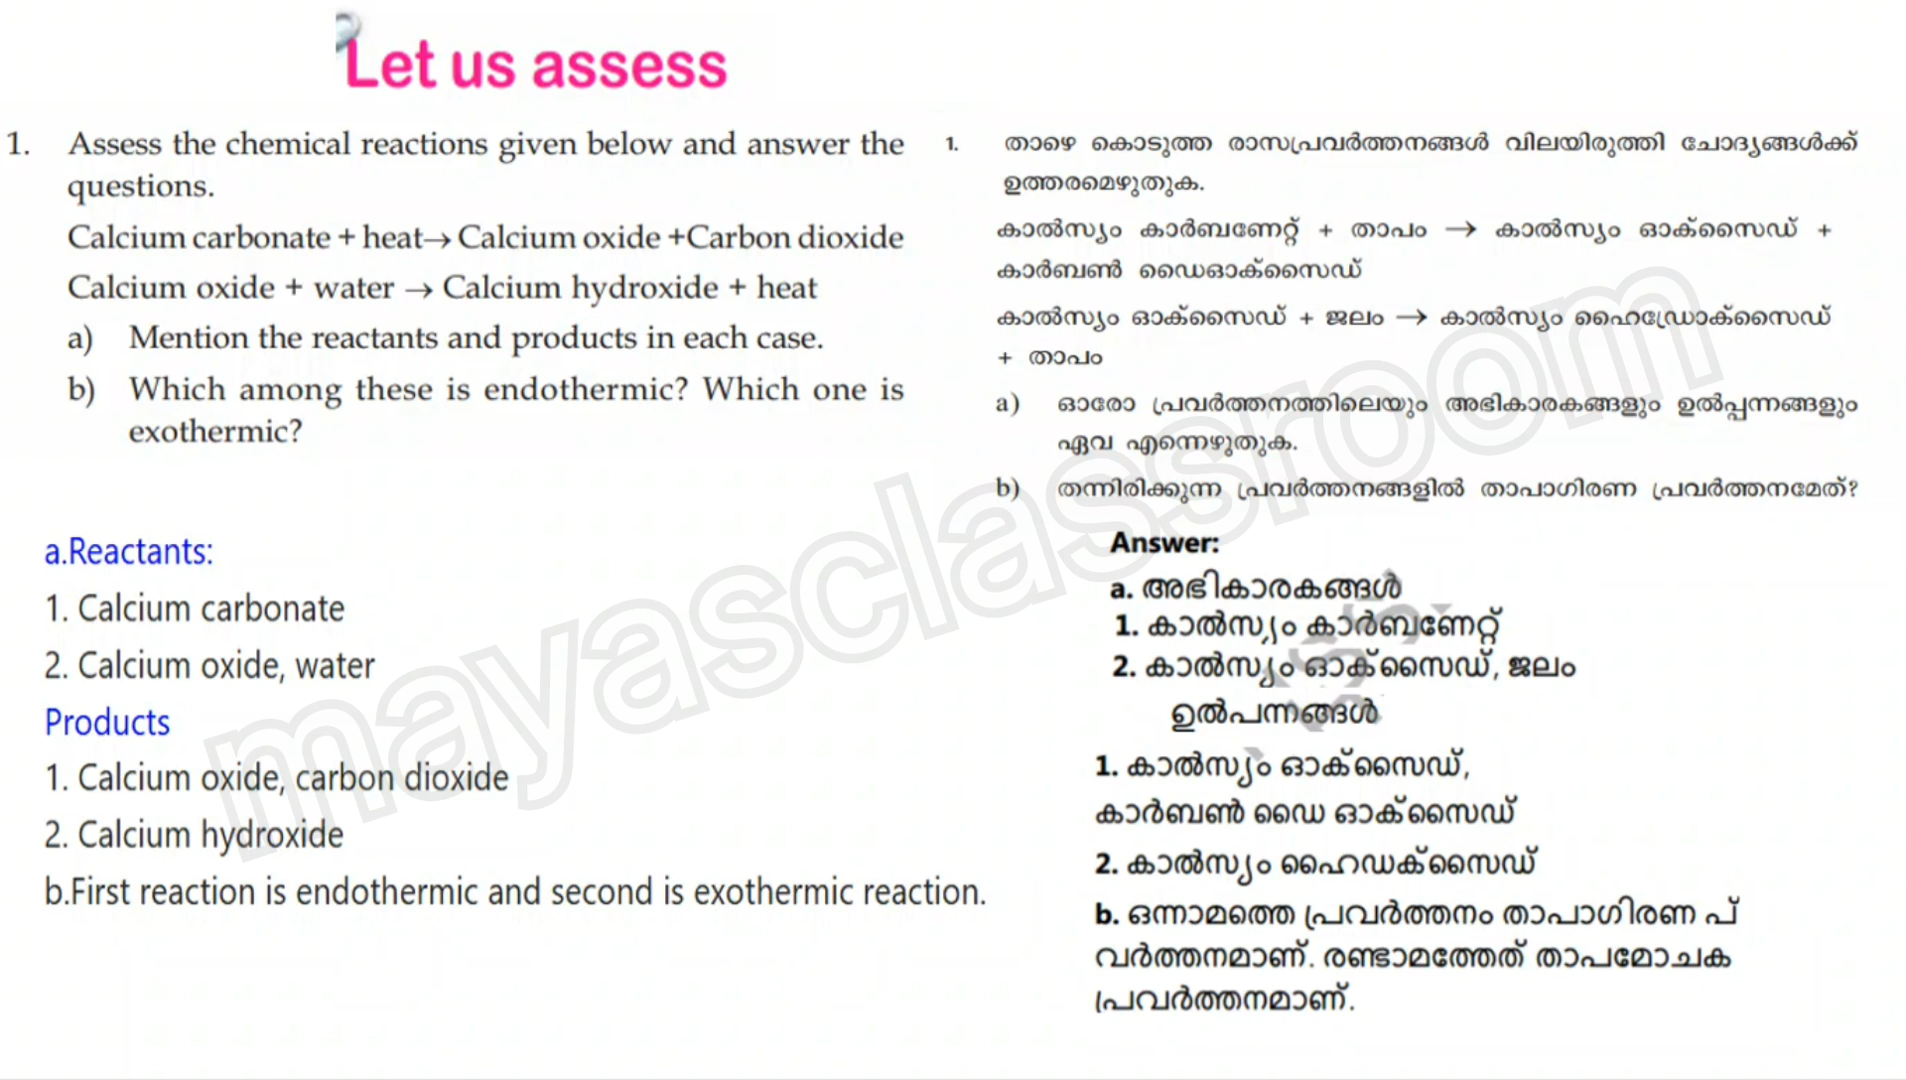 Let us assess
1. Assess the chemical reactions given below and answer the
questions.
Calcium carbonate + heat→ Calcium oxide +Carbon dioxide
Calcium oxide + water → Calcium hydroxide + heat
a) Mention the reactants and products in each case.
b) Which among these is endothermic? Which one is
exothermic?
a.Reactants:
1. Calcium carbonate
2. Calcium oxide, water
Products
1. Calcium oxide, carbon dioxide
2. Calcium hydroxide
b.First reaction is endothermic and second is exothermic reaction.
1. താഴെ കൊടുത്ത രാസപ്രവർത്തനങ്ങൾ വിലയിരുത്തി ചോദ്യങ്ങൾക്ക്
ഉത്തരമെഴുതുക.
കാൽസ്യം കാർബണേറ്റ് + താപം → കാൽസ്യം ഓക്സൈഡ് +
കാർബൺ ഡൈഓക്സൈഡ്
കാൽസ്യം ഓക്സൈഡ് + ജലം → കാൽസ്യം ഹൈഡ്രോക്സൈഡ്
+ താപം
a) ഓരോ പ്രവർത്തനത്തിലെയും അഭികാരകങ്ങളും ഉൽപ്പന്നങ്ങളും
ഏവ എന്നെഴുതുക.
b) തന്നിരിക്കുന്ന പ്രവർത്തനങ്ങളിൽ താപാഗിരണ പ്രവർത്തനമേത്?
Answer:
a. അഭികാരകങ്ങൾ
1. കാൽസ്യം കാർബണേറ്റ്
2. കാൽസ്യം ഓക്സൈഡ്, ജലം
ഉൽപന്നങ്ങൾ
1. കാൽസ്യം ഓക്സൈഡ്,
കാർബൺ ഡൈ ഓക്സൈഡ്
2. കാൽസ്യം ഹൈഡക്സൈഡ്
b. ഒന്നാമത്തെ പ്രവർത്തനം താപാഗിരണ പ്
വർത്തനമാണ്. രണ്ടാമത്തേത് താപമോചക
പ്രവർത്തനമാണ്.
mayasclassroom